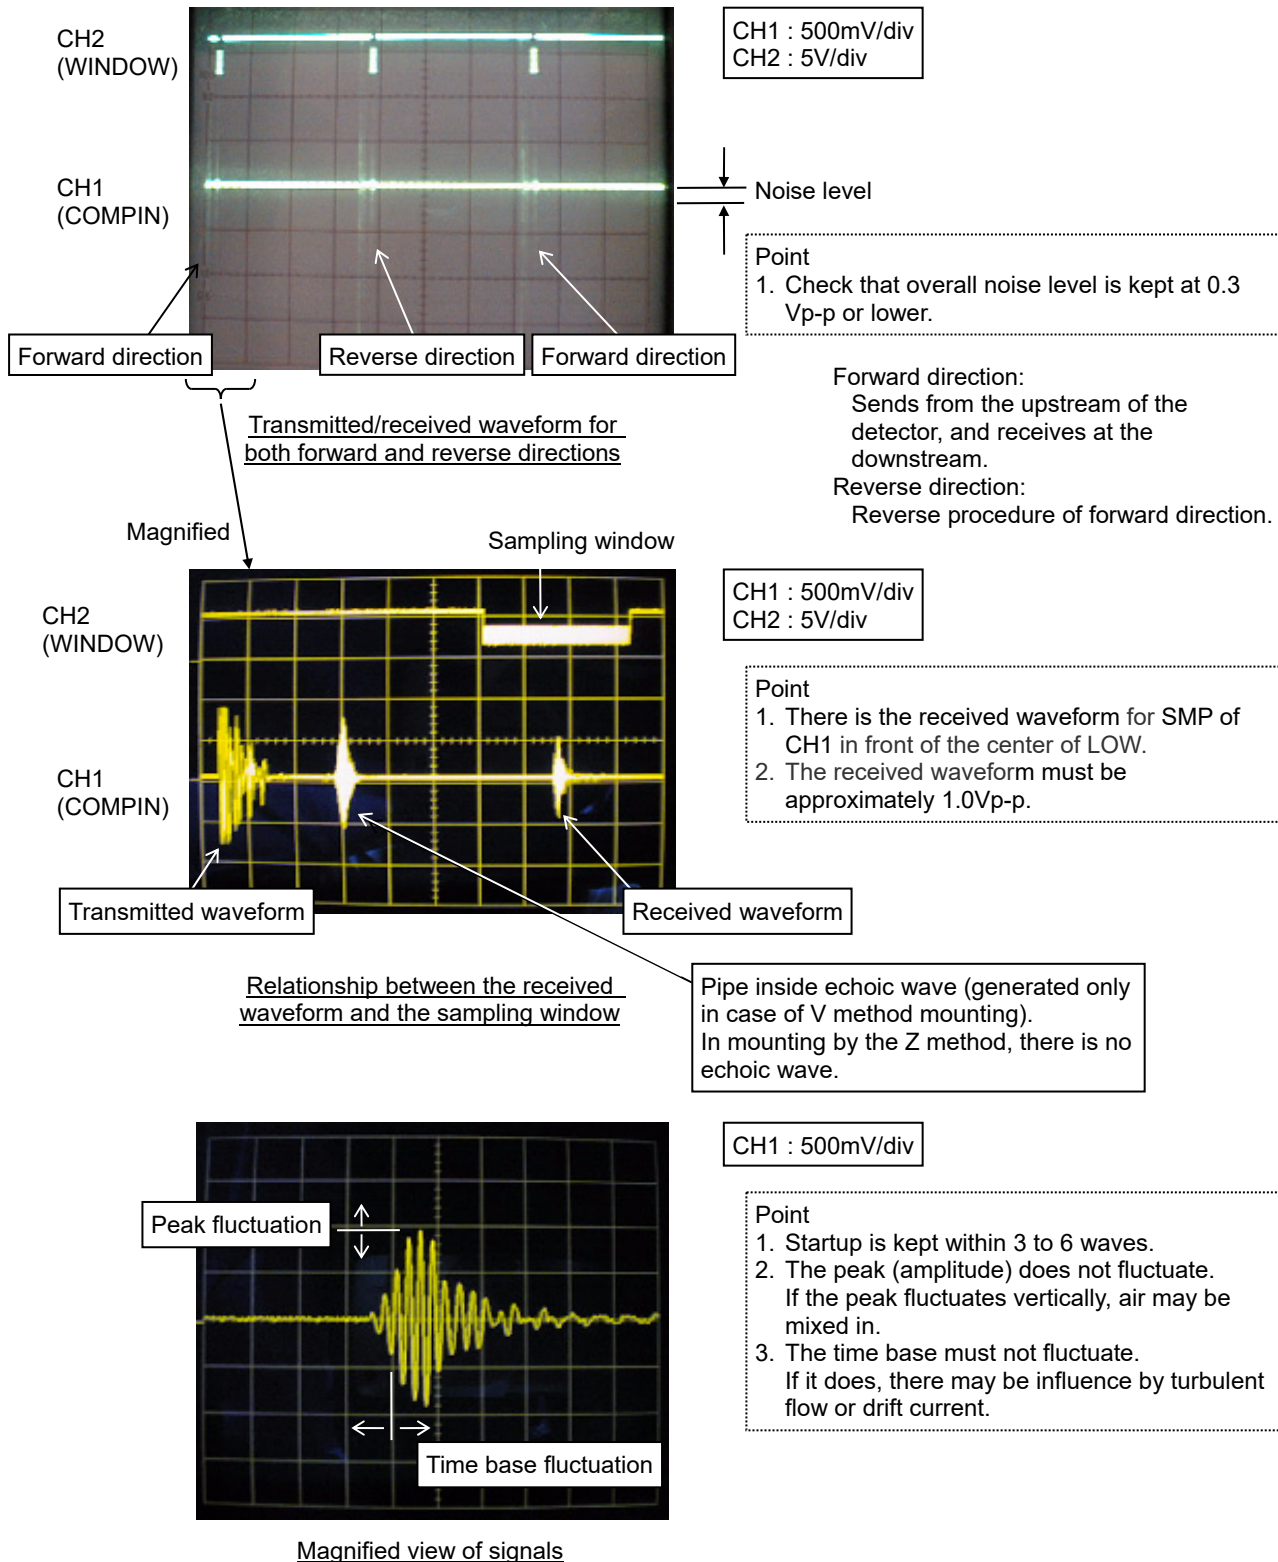 CH2
(WINDOW)
CH1 : 500mV/div
CH2 : 5V/div
CH1
(COMPIN)
Noise level
Point
1. Check that overall noise level is kept at 0.3
Vp-p or lower.
Forward direction
Reverse direction
Forward direction
Forward direction:
Sends from the upstream of the
detector, and receives at the
downstream.
Reverse direction:
Reverse procedure of forward direction.
Transmitted/received waveform for
both forward and reverse directions
Magnified
Sampling window
CH2
(WINDOW)
CH1 : 500mV/div
CH2 : 5V/div
Point
1. There is the received waveform for SMP of
CH1 in front of the center of LOW.
2. The received waveform must be
approximately 1.0Vp-p.
CH1
(COMPIN)
Transmitted waveform
Received waveform
Relationship between the received
waveform and the sampling window
Pipe inside echoic wave (generated only
in case of V method mounting).
In mounting by the Z method, there is no
echoic wave.
CH1 : 500mV/div
Peak fluctuation
Point
1. Startup is kept within 3 to 6 waves.
2. The peak (amplitude) does not fluctuate.
If the peak fluctuates vertically, air may be
mixed in.
3. The time base must not fluctuate.
If it does, there may be influence by turbulent
flow or drift current.
Time base fluctuation
Magnified view of signals